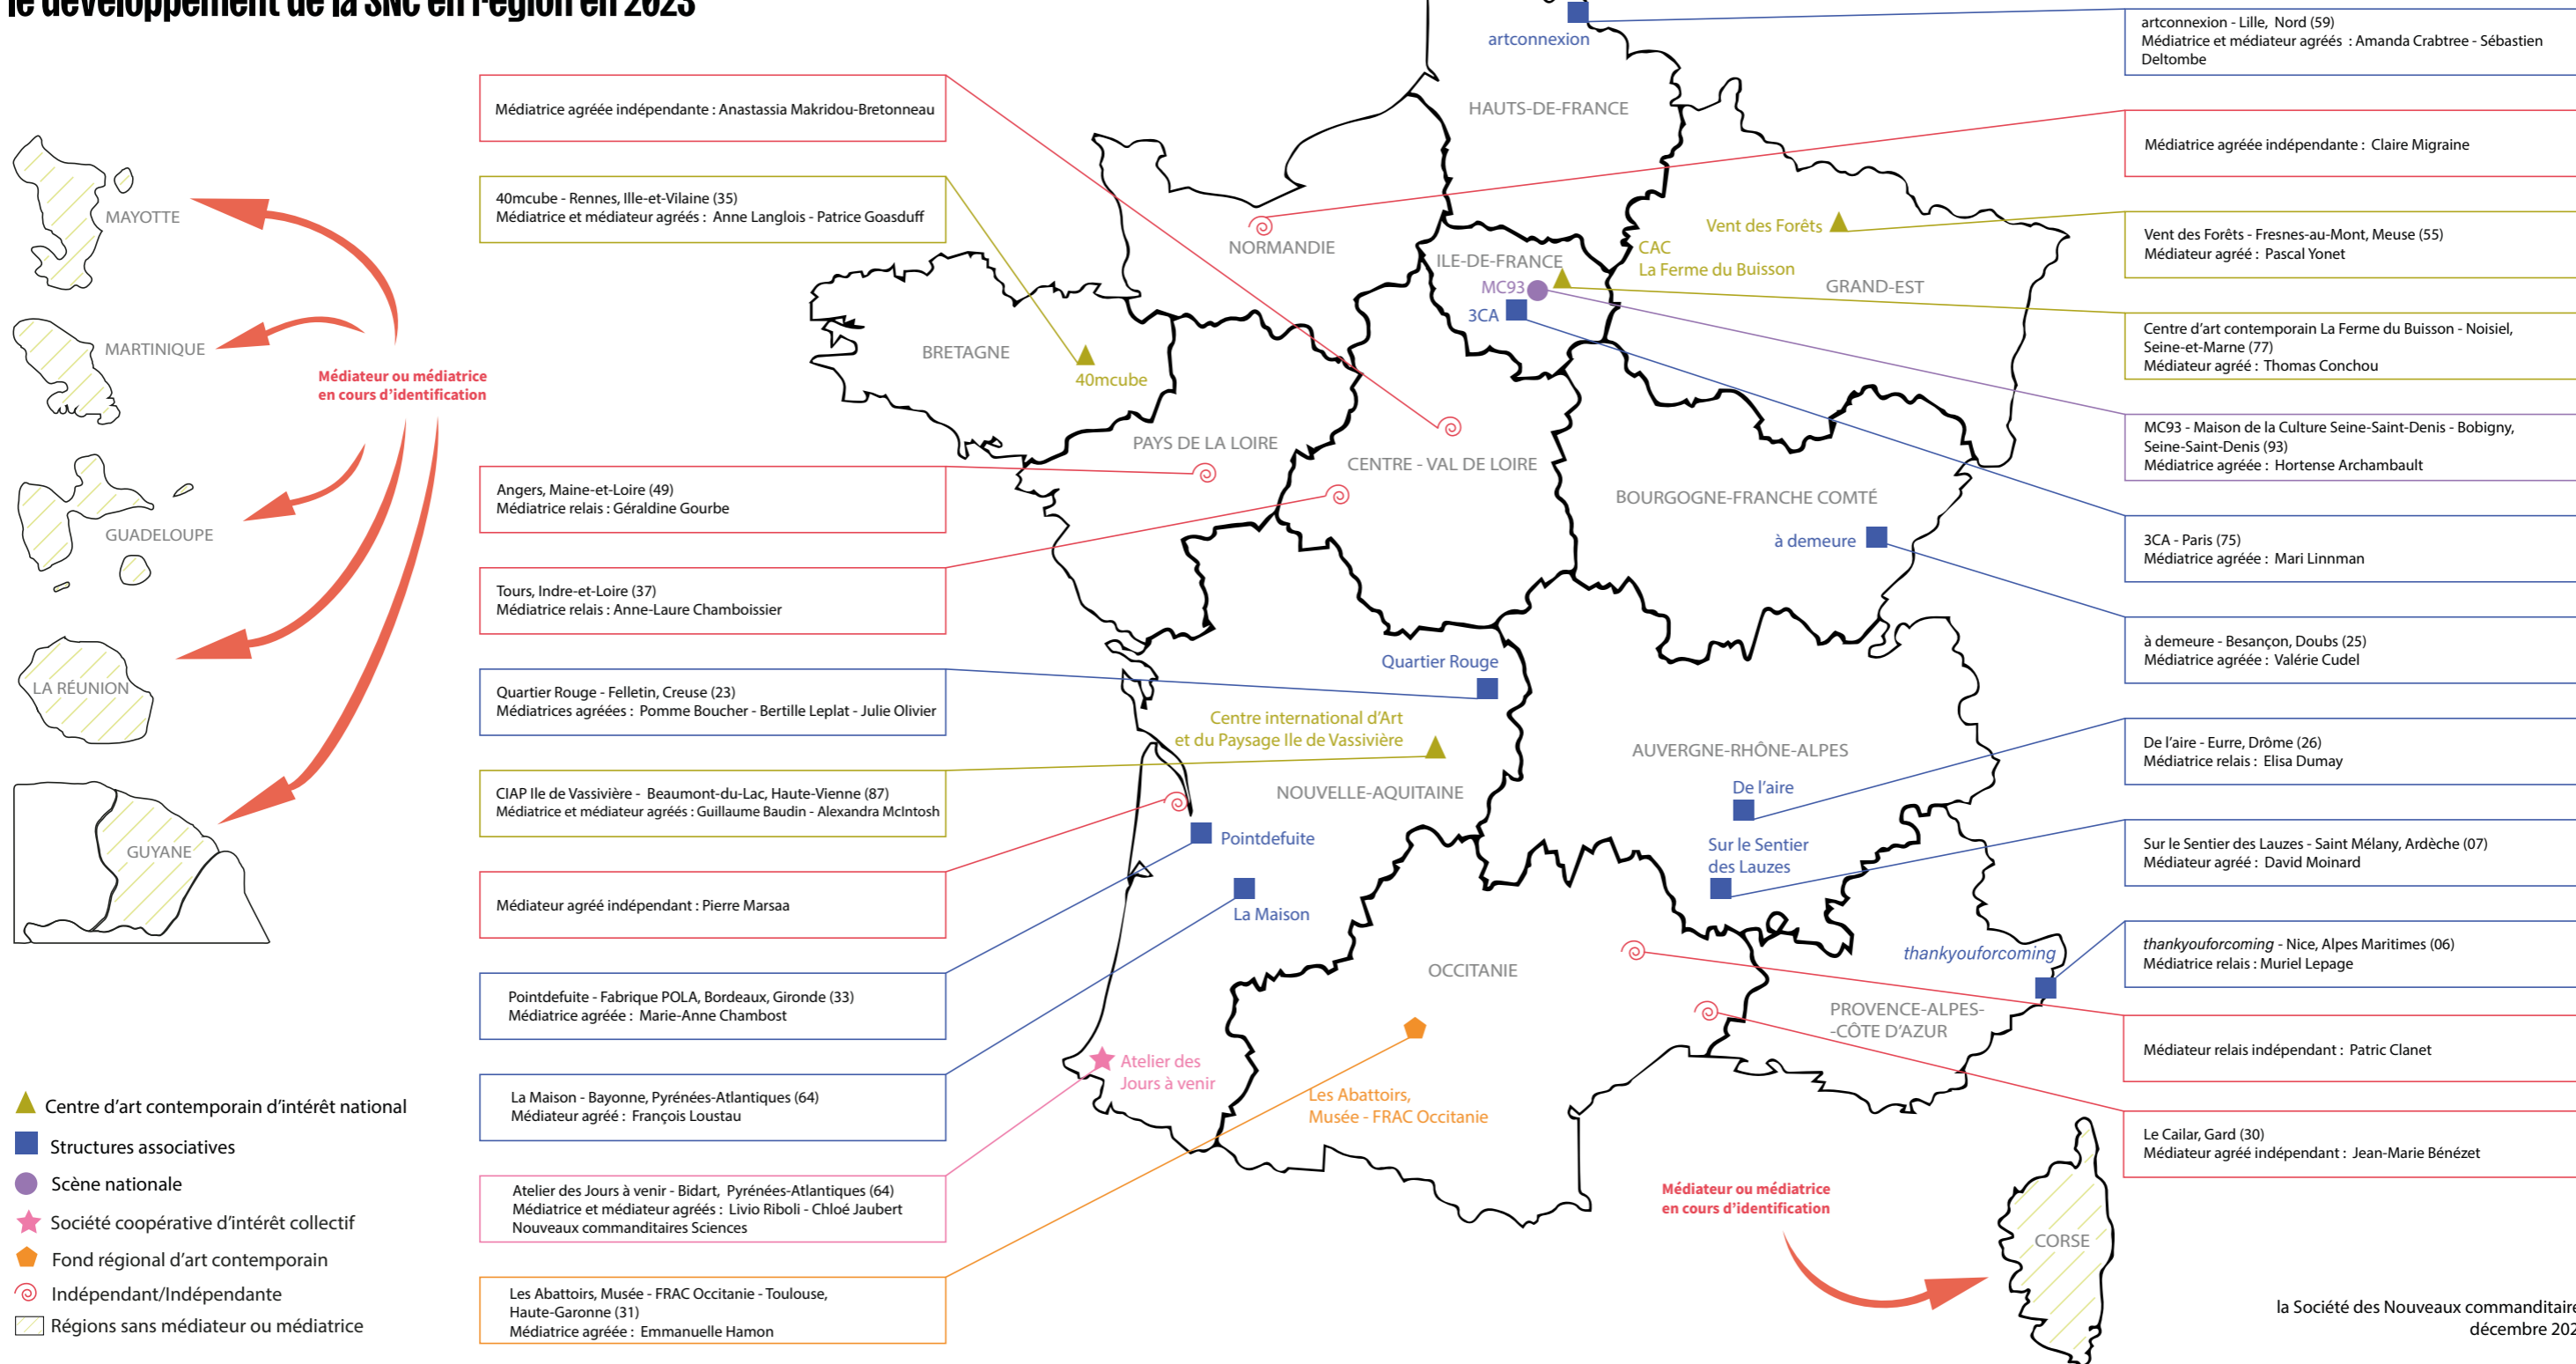 le développement de la SNC en région en 2023
MAYOTTE
MARTINIQUE
Médiateur ou médiatrice
en cours d'identification
GUADELOUPE
LA RÉUNION
GUYANE
Centre d'art contemporain d'intérêt national
Structures associatives
Scène nationale
Société coopérative d'intérêt collectif
Fond régional d'art contemporain
Indépendant/Indépendante
Régions sans médiateur ou médiatrice
Médiatrice agréée indépendante : Anastassia Makridou-Bretonneau
40mcube - Rennes, Ille-et-Vilaine (35)
Médiatrice et médiateur agréés : Anne Langlois - Patrice Goasduff
Angers, Maine-et-Loire (49)
Médiatrice relais : Géraldine Gourbe
Tours, Indre-et-Loire (37)
Médiatrice relais : Anne-Laure Chamboissier
Quartier Rouge - Felletin, Creuse (23)
Médiatrices agréées : Pomme Boucher - Bertille Leplat - Julie Olivier
CIAP Ile de Vassivière - Beaumont-du-Lac, Haute-Vienne (87)
Médiatrice et médiateur agréés : Guillaume Baudin - Alexandra McIntosh
Médiateur agréé indépendant : Pierre Marsaa
Pointdefuite - Fabrique POLA, Bordeaux, Gironde (33)
Médiatrice agréée : Marie-Anne Chambost
La Maison - Bayonne, Pyrénées-Atlantiques (64)
Médiateur agréé : François Loustau
Atelier des Jours à venir - Bidart, Pyrénées-Atlantiques (64)
Médiatrice et médiateur agréés : Livio Riboli - Chloé Jaubert
Nouveaux commanditaires Sciences
Les Abattoirs, Musée - FRAC Occitanie - Toulouse,
Haute-Garonne (31)
Médiatrice agréée : Emmanuelle Hamon
artconnexion
HAUTS-DE-FRANCE
NORMANDIE
Vent des Forêts
CAC
La Ferme du Buisson
ILE-DE-FRANCE
MC93
3CA
GRAND-EST
BRETAGNE
40mcube
PAYS DE LA LOIRE
CENTRE - VAL DE LOIRE
BOURGOGNE-FRANCHE COMTÉ
à demeure
Quartier Rouge
Centre international d'Art
et du Paysage Ile de Vassivière
NOUVELLE-AQUITAINE
AUVERGNE-RHÔNE-ALPES
De l'aire
Sur le Sentier
des Lauzes
Pointdefuite
La Maison
OCCITANIE
thankyouforcoming
PROVENCE-ALPES-
-CÔTE D'AZUR
Atelier des
Jours à venir
Les Abattoirs,
Musée - FRAC Occitanie
Médiateur ou médiatrice
en cours d'identification
CORSE
artconnexion - Lille, Nord (59)
Médiatrice et médiateur agréés : Amanda Crabtree - Sébastien
Deltombe
Médiatrice agréée indépendante : Claire Migraine
Vent des Forêts - Fresnes-au-Mont, Meuse (55)
Médiateur agréé : Pascal Yonet
Centre d'art contemporain La Ferme du Buisson - Noisiel,
Seine-et-Marne (77)
Médiateur agréé : Thomas Conchou
MC93 - Maison de la Culture Seine-Saint-Denis - Bobigny,
Seine-Saint-Denis (93)
Médiatrice agréée : Hortense Archambault
3CA - Paris (75)
Médiatrice agréée : Mari Linnman
à demeure - Besançon, Doubs (25)
Médiatrice agréée : Valérie Cudel
De l'aire - Eurre, Drôme (26)
Médiatrice relais : Elisa Dumay
Sur le Sentier des Lauzes - Saint Mélany, Ardèche (07)
Médiateur agréé : David Moinard
thankyouforcoming - Nice, Alpes Maritimes (06)
Médiatrice relais : Muriel Lepage
Médiateur relais indépendant : Patric Clanet
Le Cailar, Gard (30)
Médiateur agréé indépendant : Jean-Marie Bénézet
la Société des Nouveaux commanditaire
décembre 202